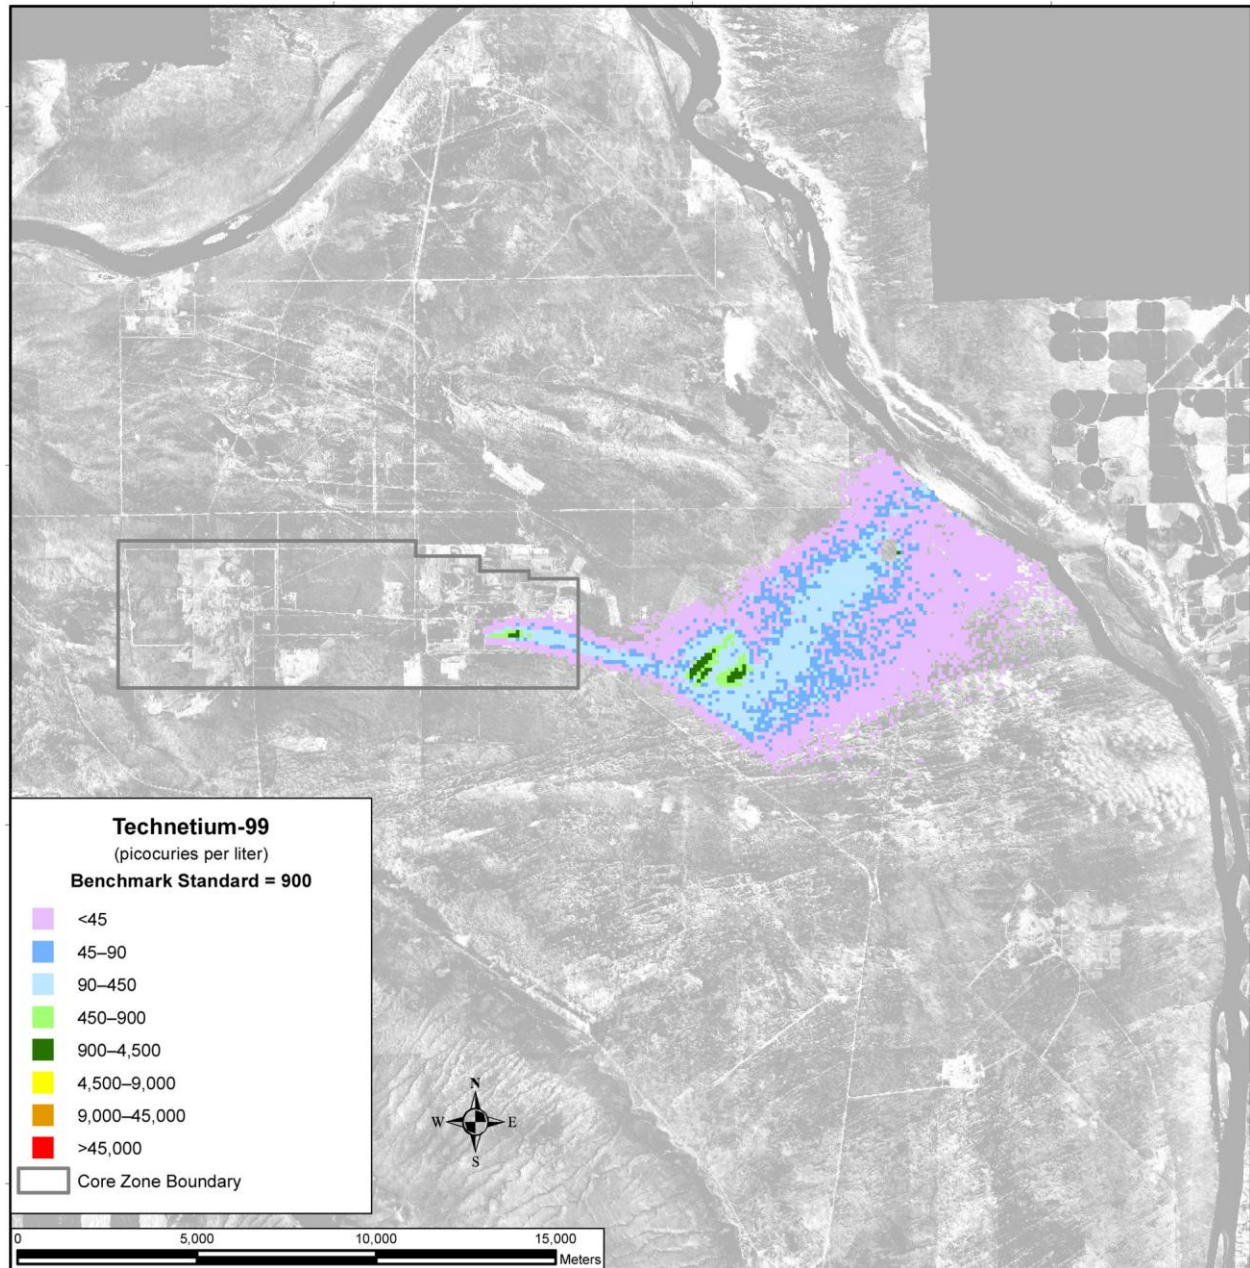 Technetium-99
(picocuries per liter)
Benchmark Standard = 900
<45
45–90
90–450
450–900
900–4,500
4,500–9,000
9,000–45,000
>45,000
Core Zone Boundary
N
W E
S
0 5,000 10,000 15,000
Meters